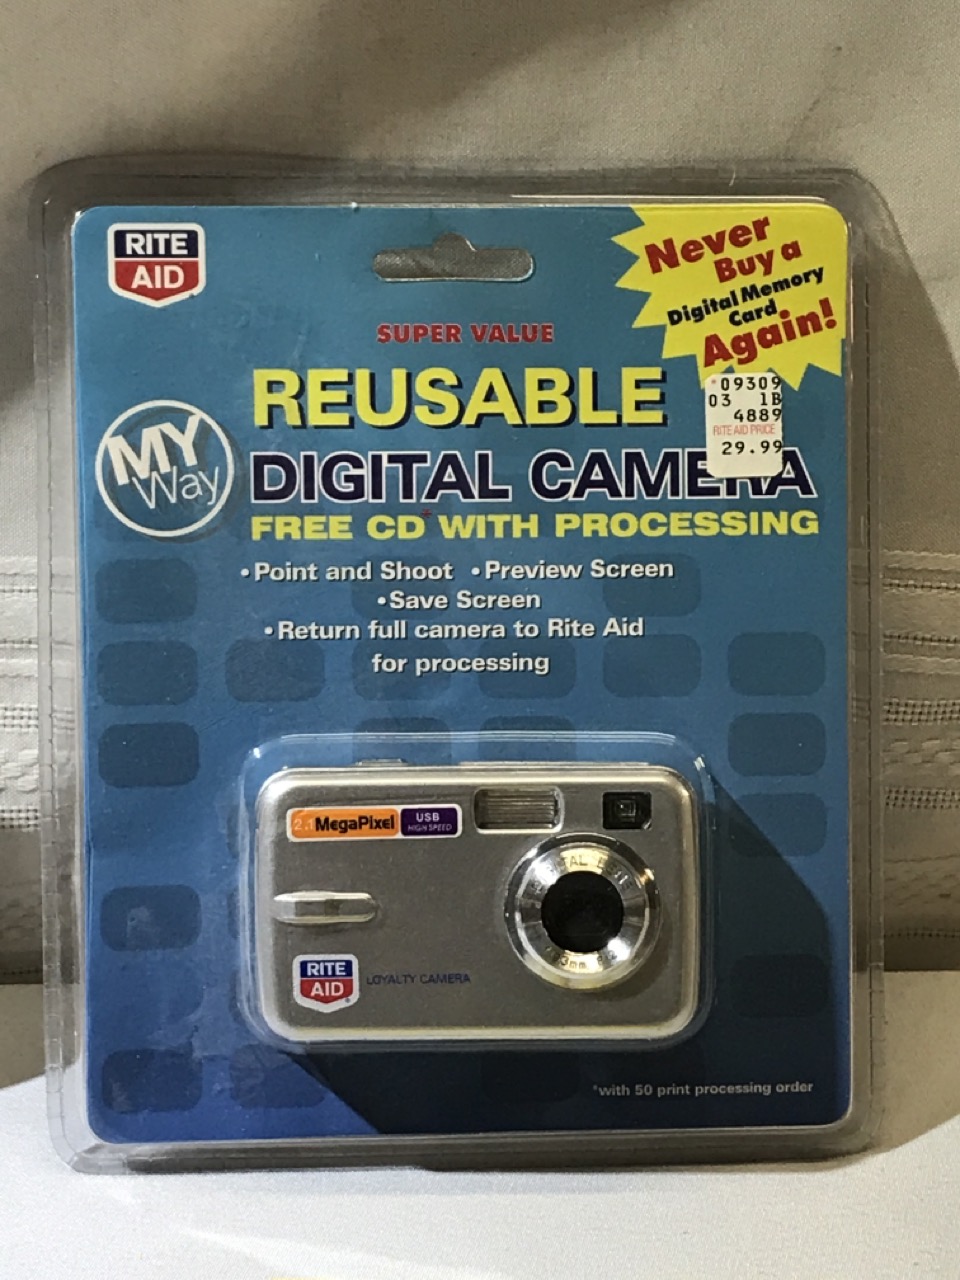 RITE
AID
Never
Buy a
Digital Memory
Card
Again!
SUPER VALUE
REUSABLE
*09309
03 1B
4889
RITE AID PRICE
29.99
MY
Way
DIGITAL CAMERA
FREE CD* WITH PROCESSING
•Point and Shoot •Preview Screen
•Save Screen
•Return full camera to Rite Aid
for processing
2.1 MegaPixel
USB
HIGH SPEED
RITE
AID
LOYALTY CAMERA
*with 50 print processing order